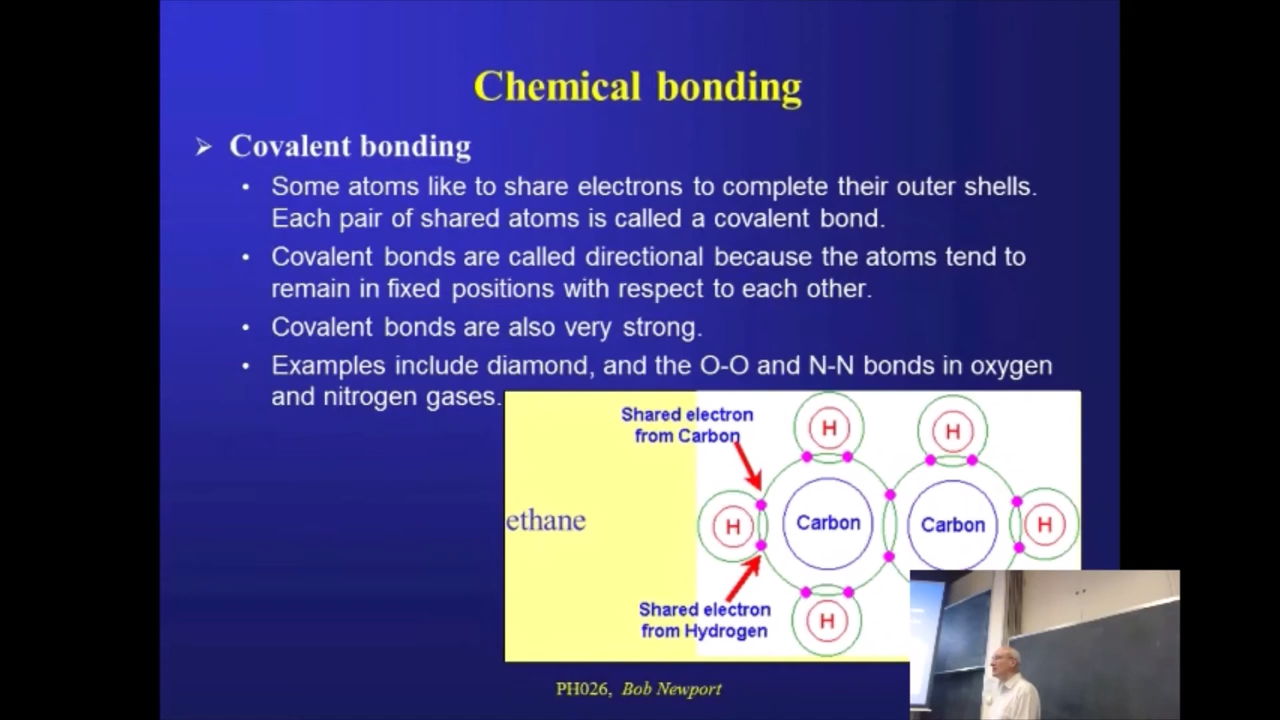 Chemical bonding
➢ Covalent bonding
• Some atoms like to share electrons to complete their outer shells.
Each pair of shared atoms is called a covalent bond.
• Covalent bonds are called directional because the atoms tend to
remain in fixed positions with respect to each other.
• Covalent bonds are also very strong.
• Examples include diamond, and the O-O and N-N bonds in oxygen
and nitrogen gases.
Shared electron
from Carbon
H
H
ethane
H
Carbon
Carbon
H
Shared electron
from Hydrogen
H
PH026, Bob Newport